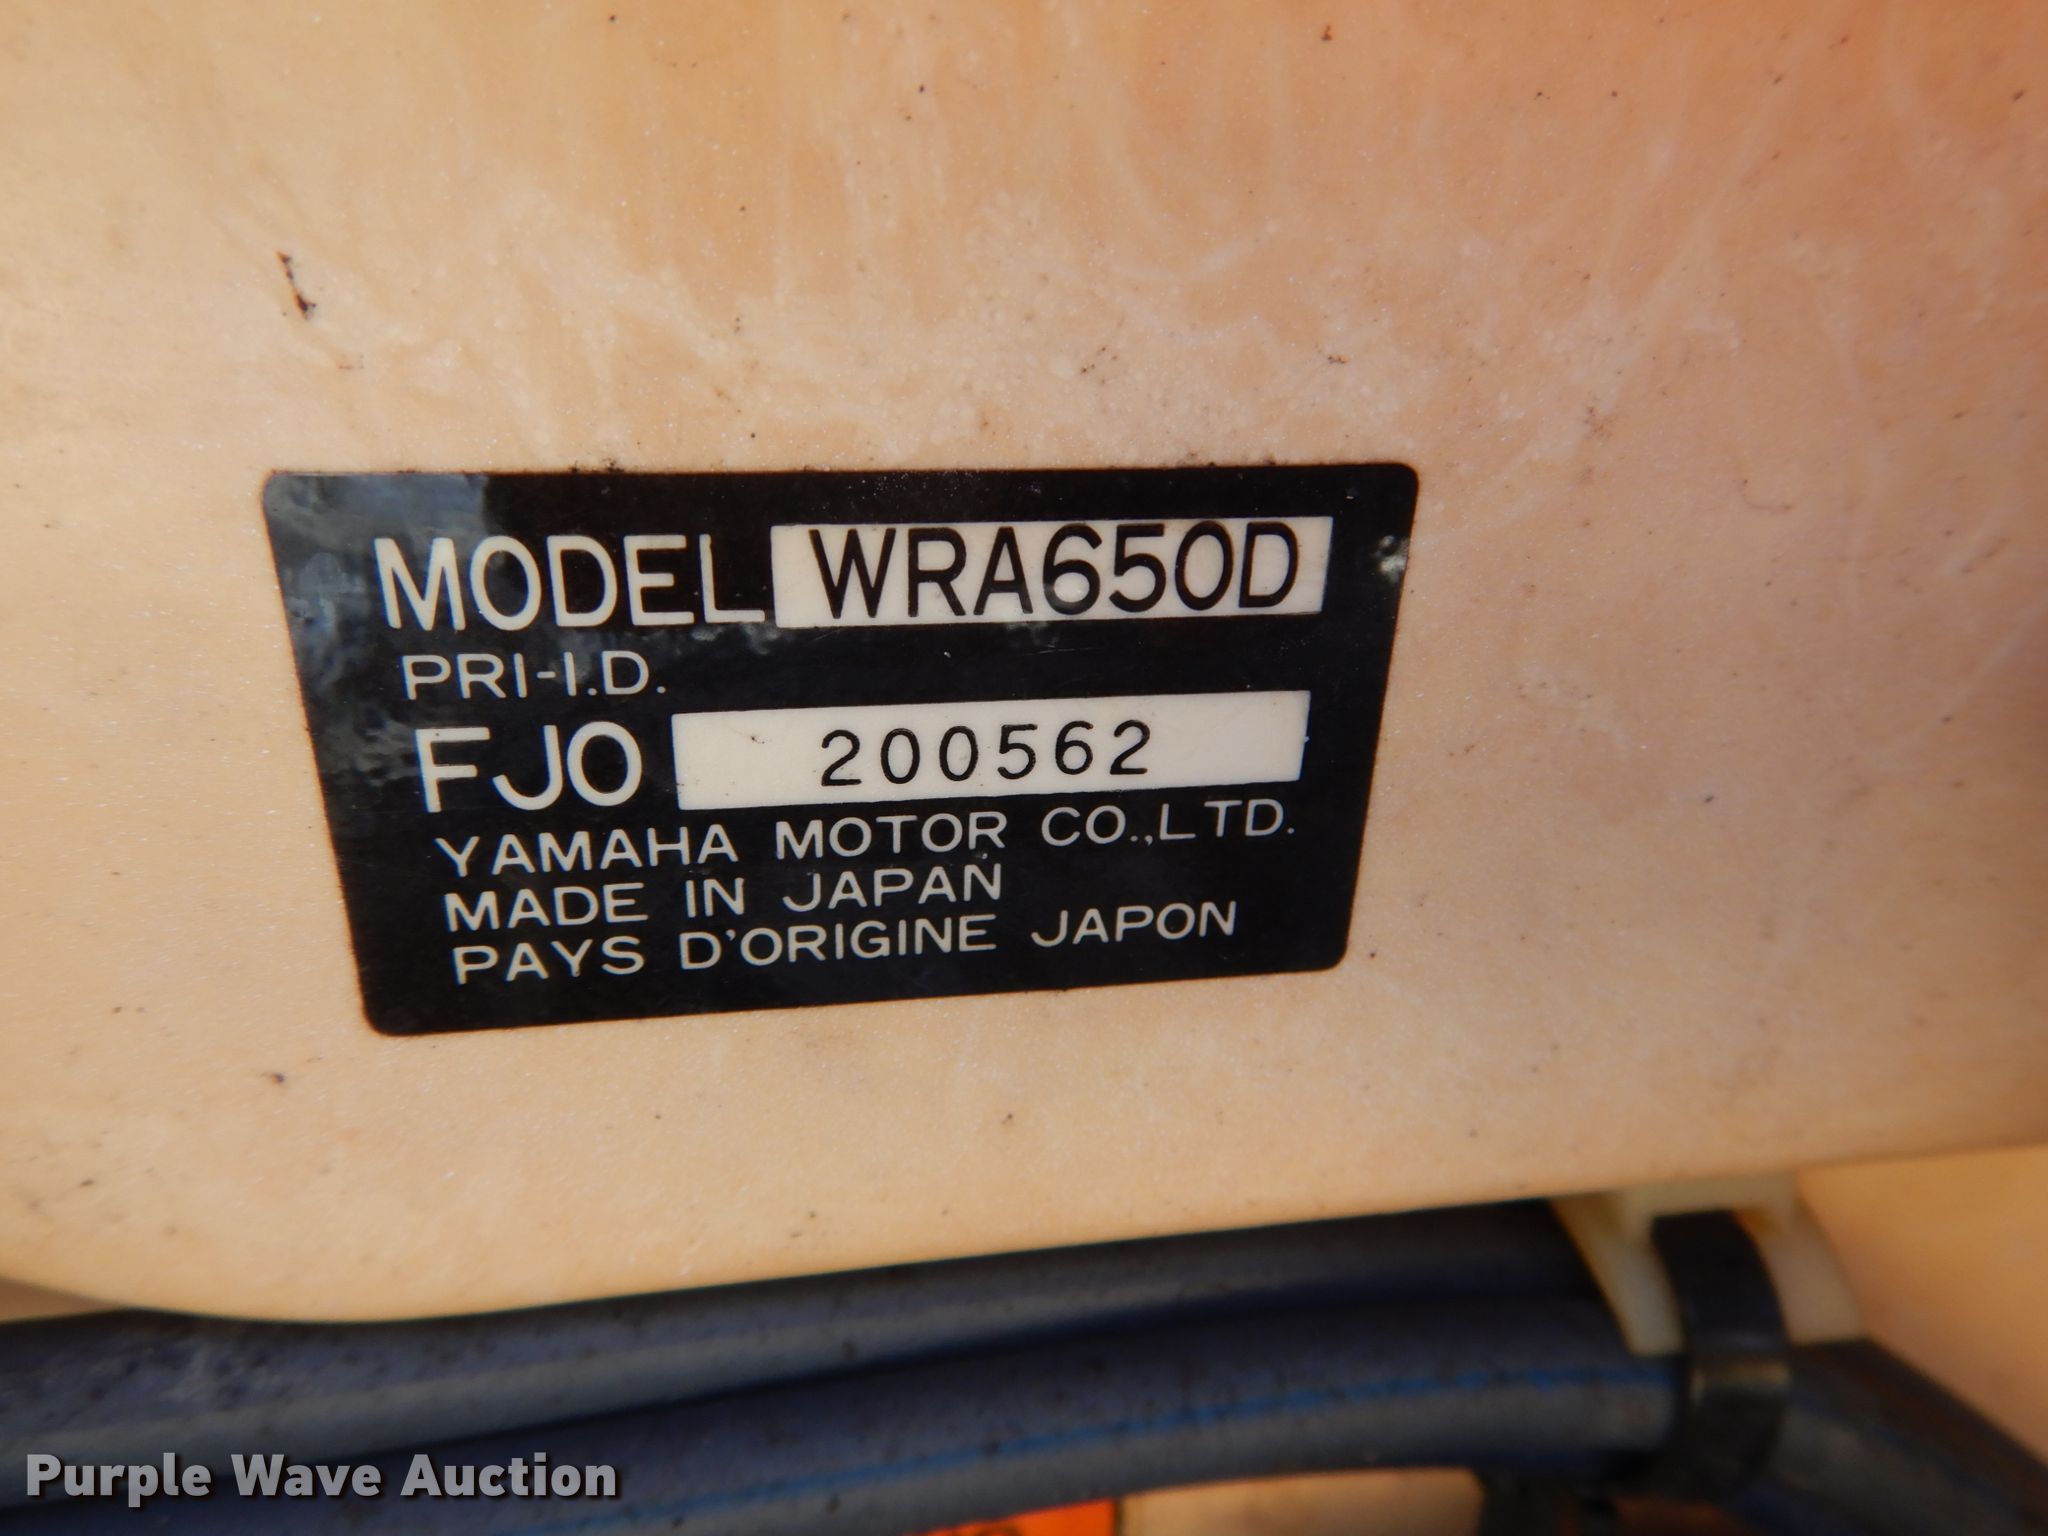 MODEL WRA650D
PRI-I.D.
FJO 200562
YAMAHA MOTOR CO.,LTD.
MADE IN JAPAN
PAYS D'ORIGINE JAPON
Purple Wave Auction